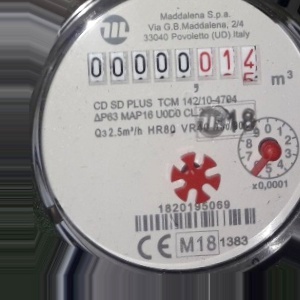 Maddalena S.p.a.
Via G.B.Maddalena, 2/4
33040 Povoletto (UO) Italy
00000014 m³
CD SD PLUS TCM 142/10-4704
ΔP63 MAP16 U0D0
Q₃ 2.5m³/h HR80
x0,0001
1820195069
CE M18 1383